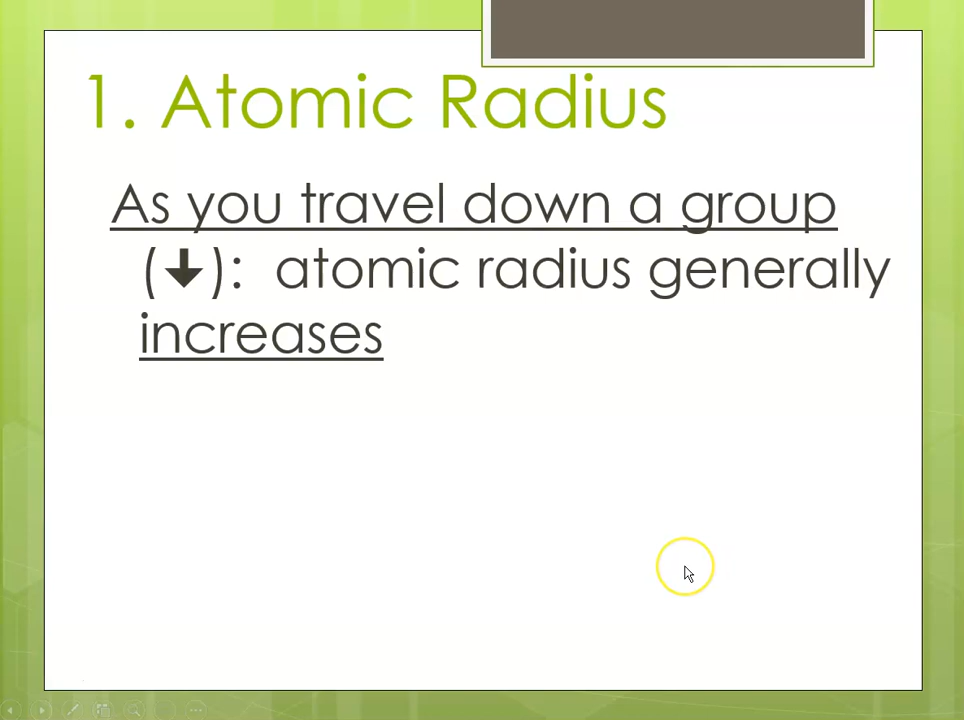 1. Atomic Radius
As you travel down a group
(🡇): atomic radius generally
increases